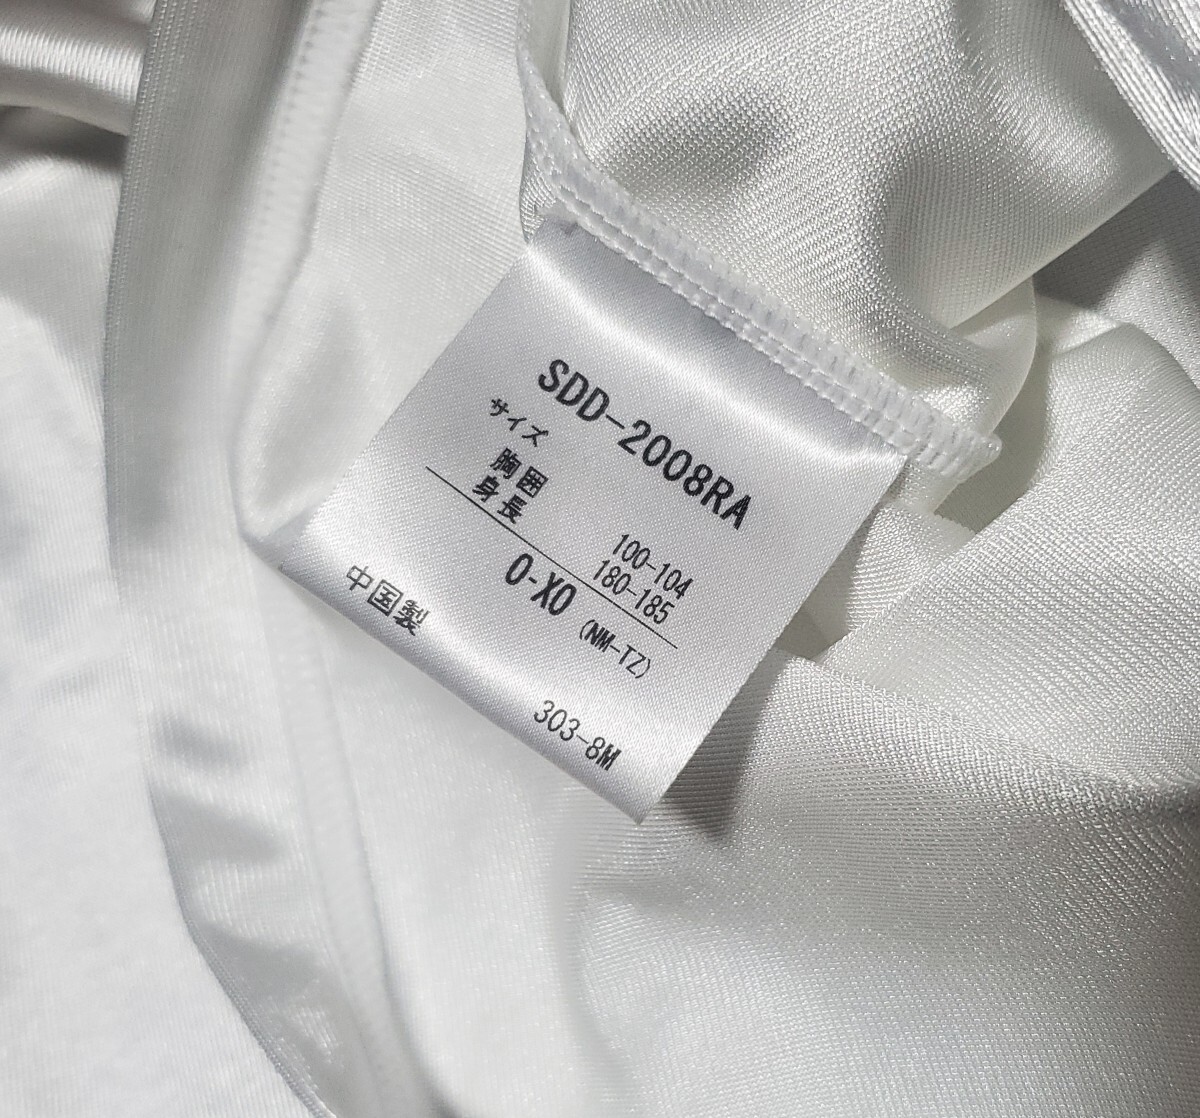 SDD-2008RA
サイズ
胸囲 100-104
身長 180-185
O-XO (NM-TZ)
中国製
303-8M